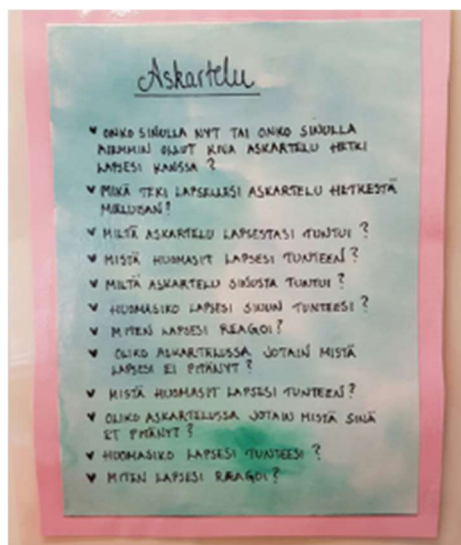 Askartelu
♥ ONKO SINULLA NYT TAI ONKO SINULLA
AIEMMIN OLLUT KIVA ASKARTELU HETKI
LAPSESI KANSSA ?
♥ MIKÄ TEKI LAPSELLESI ASKARTELU HETKESTÄ
MIELUISAN ?
♥ MILTÄ ASKARTELU LAPSESTASI TUNTUI ?
♥ MISTÄ HUOMASIT LAPSESI TUNTEEN ?
♥ MILTÄ ASKARTELU SINUSTA TUNTUI ?
♥ HUOMASIKO LAPSESI SINUN TUNTEESI ?
♥ MITEN LAPSESI REAGOI ?
♥ OLIKO ASKARTELUSSA JOTAIN MISTÄ
LAPSESI EI PITÄNYT ?
♥ MISTÄ HUOMASIT LAPSESI TUNTEEN ?
♥ OLIKO ASKARTELUSSA JOTAIN MISTÄ SINÄ
ET PITÄNYT ?
♥ HUOMASIKO LAPSESI TUNTEESI ?
♥ MITEN LAPSESI REAGOI ?